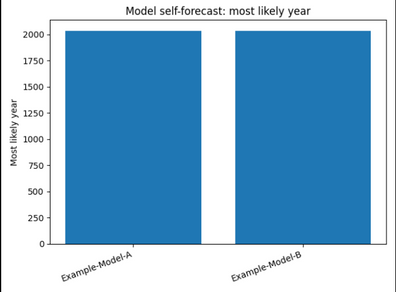 Model self-forecast: most likely year
Most likely year
2000
1750
1500
1250
1000
750
500
250
0
Example-Model-A
Example-Model-B